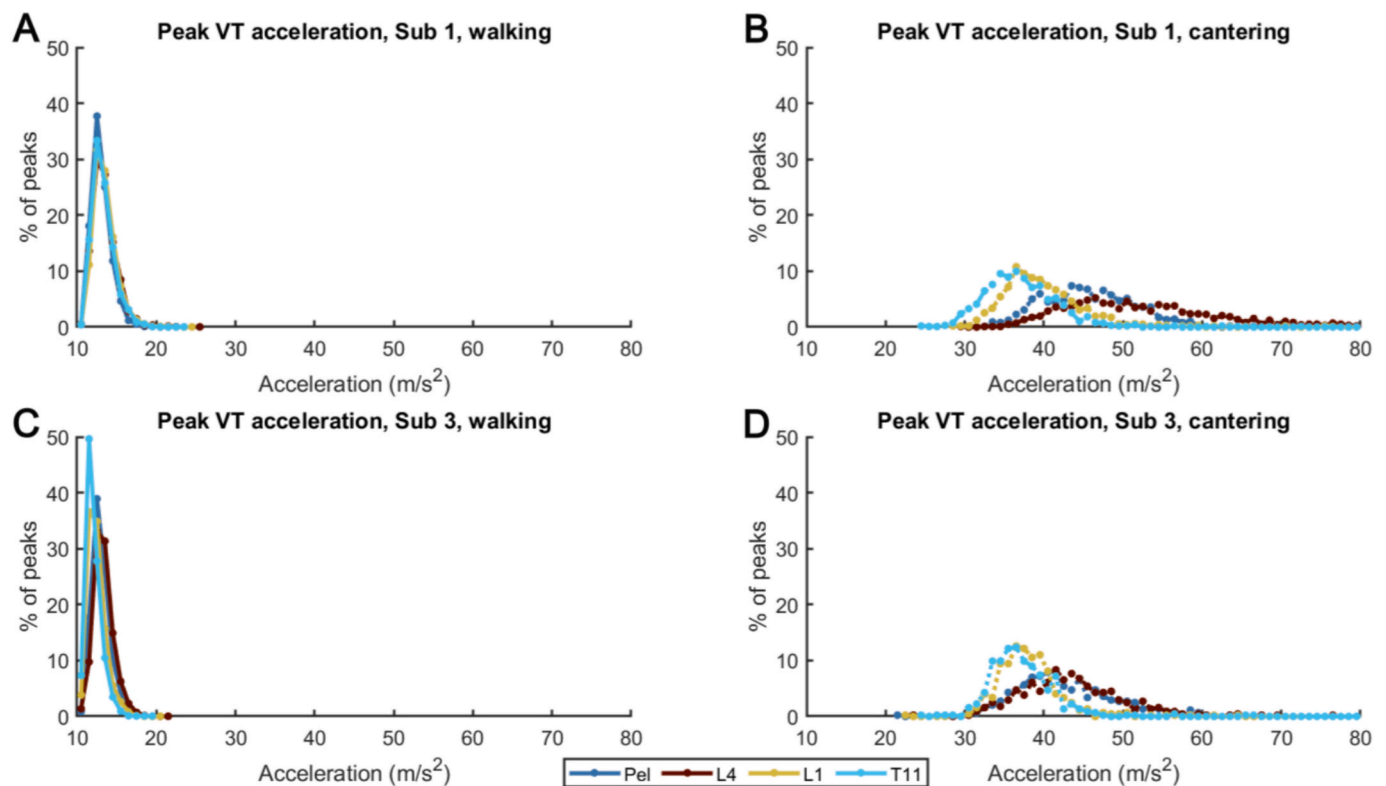 A
Peak VT acceleration, Sub 1, walking
50
40
30
20
10
0
% of peaks
10 20 30 40 50 60 70 80
Acceleration (m/s²)
B
Peak VT acceleration, Sub 1, cantering
50
40
30
20
10
0
% of peaks
10 20 30 40 50 60 70 80
Acceleration (m/s²)
C
Peak VT acceleration, Sub 3, walking
50
40
30
20
10
0
% of peaks
10 20 30 40 50 60 70 80
Acceleration (m/s²)
D
Peak VT acceleration, Sub 3, cantering
50
40
30
20
10
0
% of peaks
10 20 30 40 50 60 70 80
Acceleration (m/s²)
Pel L4 L1 T11